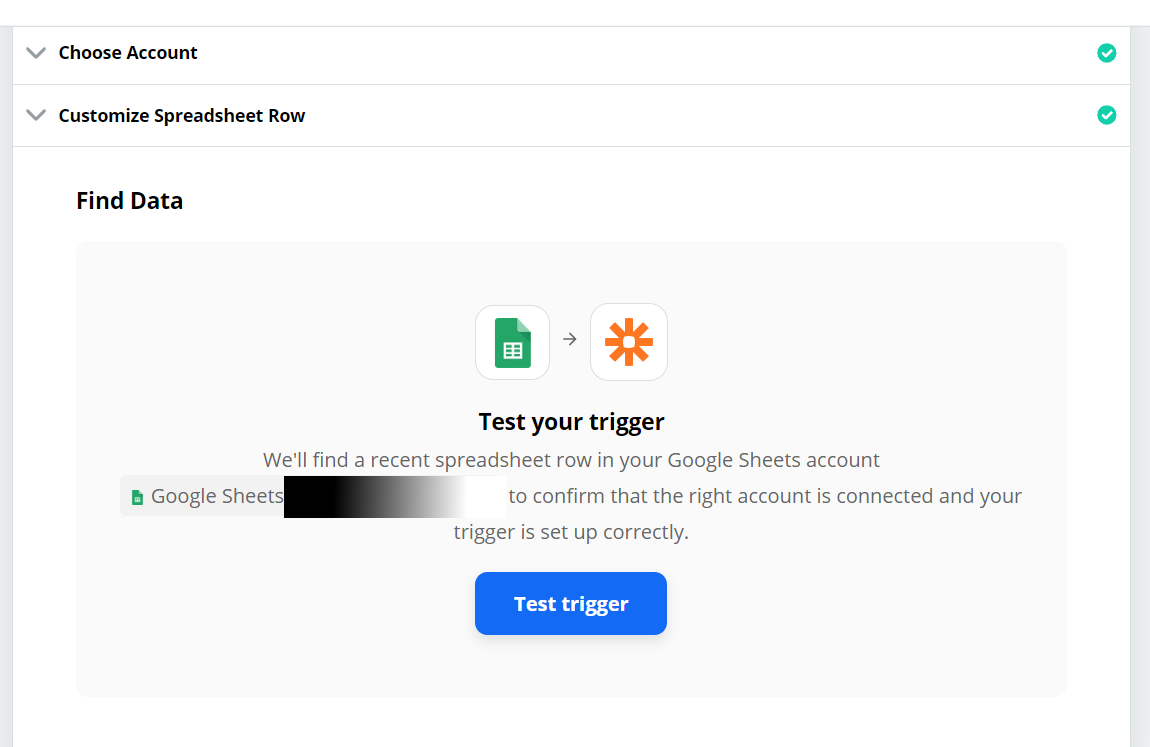 Choose Account
Customize Spreadsheet Row
Find Data
Test your trigger
We'll find a recent spreadsheet row in your Google Sheets account
Google Sheets to confirm that the right account is connected and your
trigger is set up correctly.
Test trigger